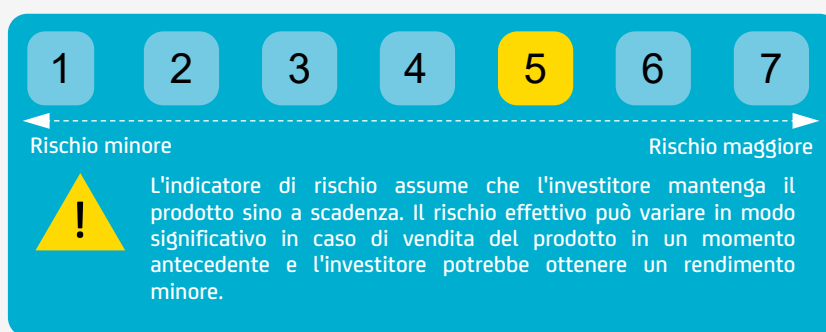 1 2 3 4 5 6 7
Rischio minore Rischio maggiore
L'indicatore di rischio assume che l'investitore mantenga il
prodotto sino a scadenza. Il rischio effettivo può variare in modo
significativo in caso di vendita del prodotto in un momento
antecedente e l'investitore potrebbe ottenere un rendimento
minore.
!